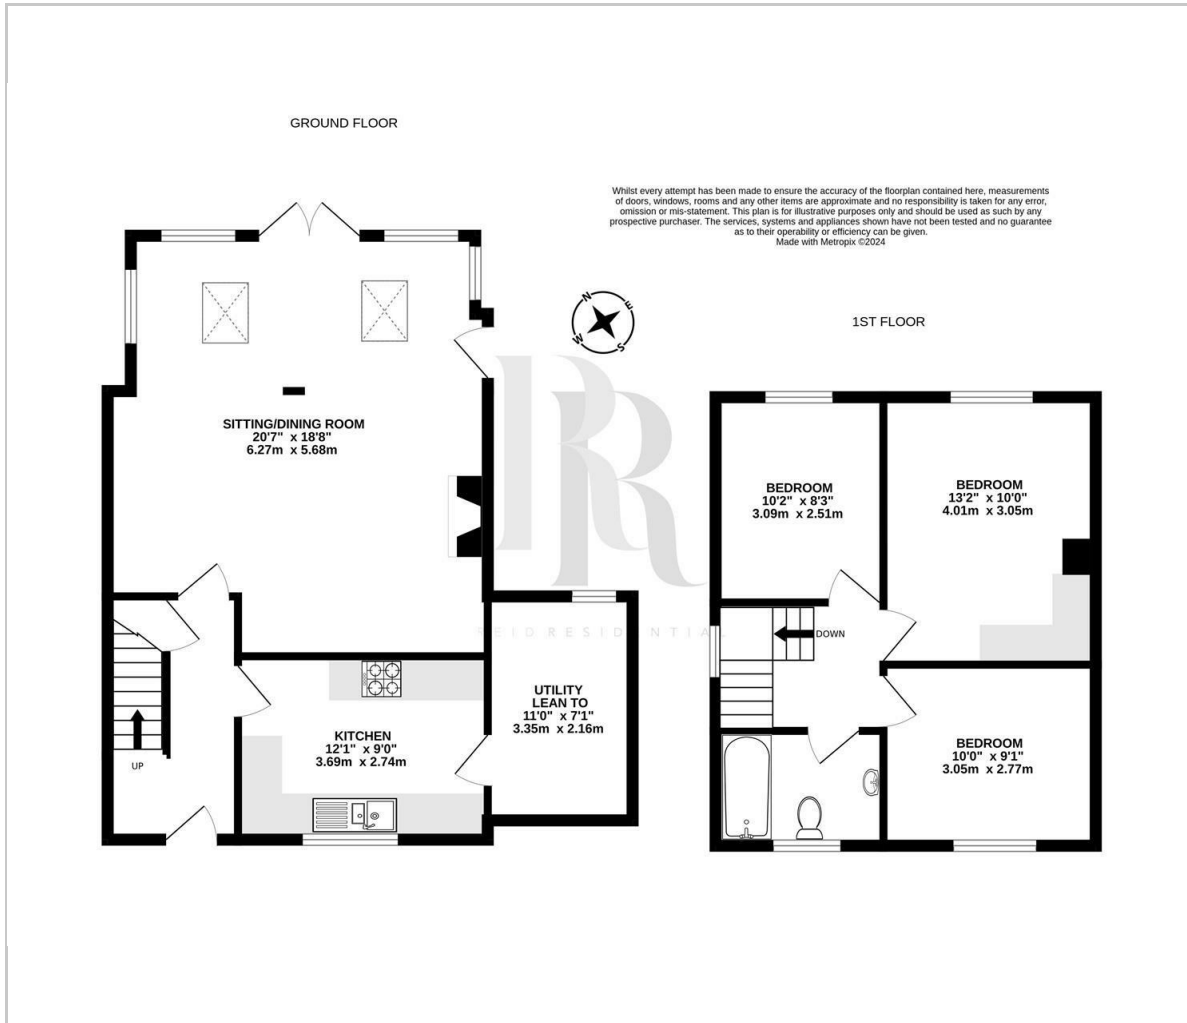 GROUND FLOOR
Whilst every attempt has been made to ensure the accuracy of the floorplan contained here, measurements
of doors, windows, rooms and any other items are approximate and no responsibility is taken for any error,
omission or mis-statement. This plan is for illustrative purposes only and should be used as such by any
prospective purchaser. The services, systems and appliances shown have not been tested and no guarantee
as to their operability or efficiency can be given.
Made with Metropix ©2024
N
E
W
S
1ST FLOOR
SITTING/DINING ROOM
20'7" x 18'8"
6.27m x 5.68m
BEDROOM
10'2" x 8'3"
3.09m x 2.51m
BEDROOM
13'2" x 10'0"
4.01m x 3.05m
RR
REID RESIDENTIAL
DOWN
UTILITY
LEAN TO
11'0" x 7'1"
3.35m x 2.16m
KITCHEN
12'1" x 9'0"
3.69m x 2.74m
UP
BEDROOM
10'0" x 9'1"
3.05m x 2.77m